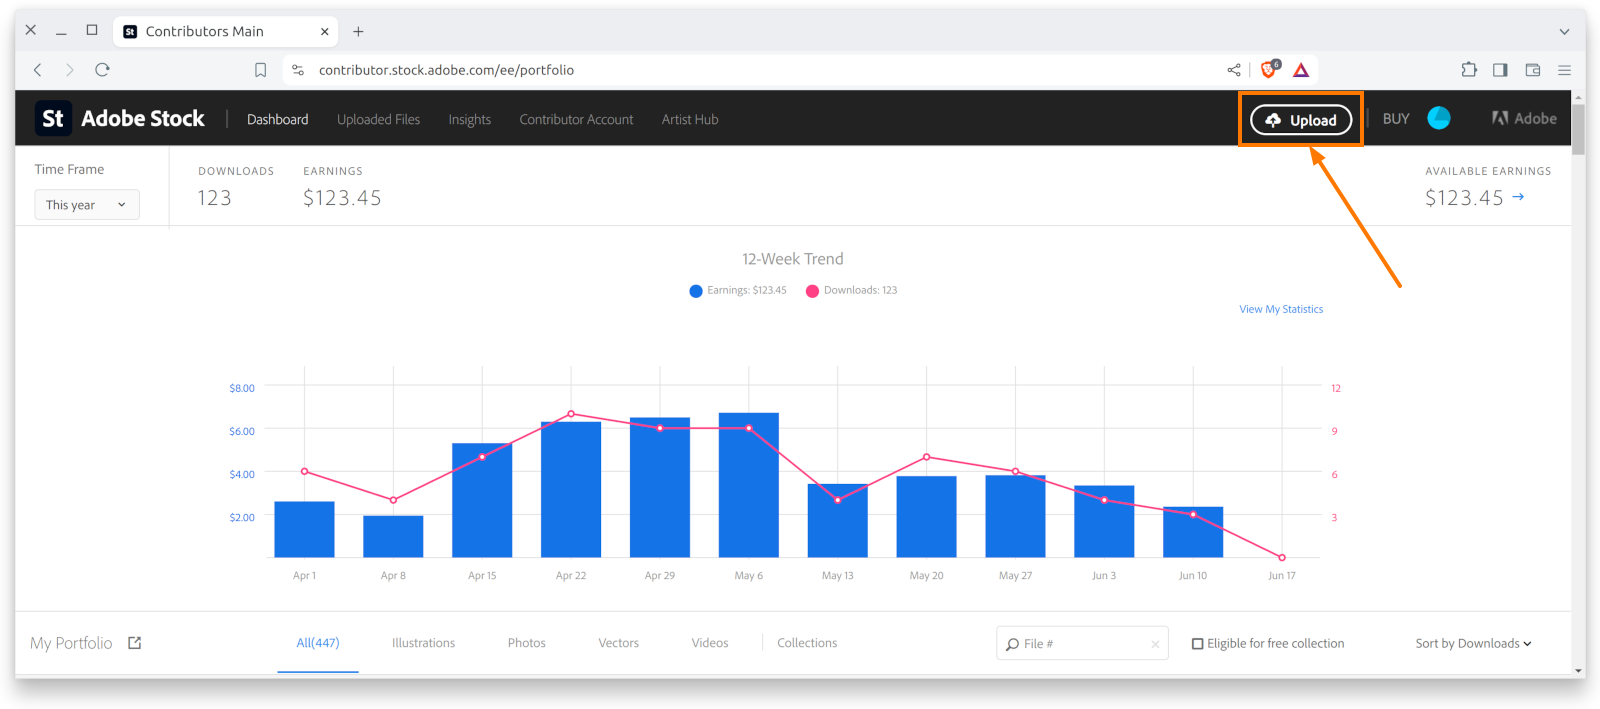 St Contributors Main
contributor.stock.adobe.com/ee/portfolio
6
St Adobe Stock Dashboard Uploaded Files Insights Contributor Account Artist Hub Upload BUY Adobe
Time Frame
This year
DOWNLOADS
123
EARNINGS
$123.45
AVAILABLE EARNINGS
$123.45
12-Week Trend
Earnings: $123.45 Downloads: 123
View My Statistics
$8.00 12
$6.00 9
$4.00 6
$2.00 3
Apr 1 Apr 8 Apr 15 Apr 22 Apr 29 May 6 May 13 May 20 May 27 Jun 3 Jun 10 Jun 17
My Portfolio All(447) Illustrations Photos Vectors Videos Collections File # Eligible for free collection Sort by Downloads